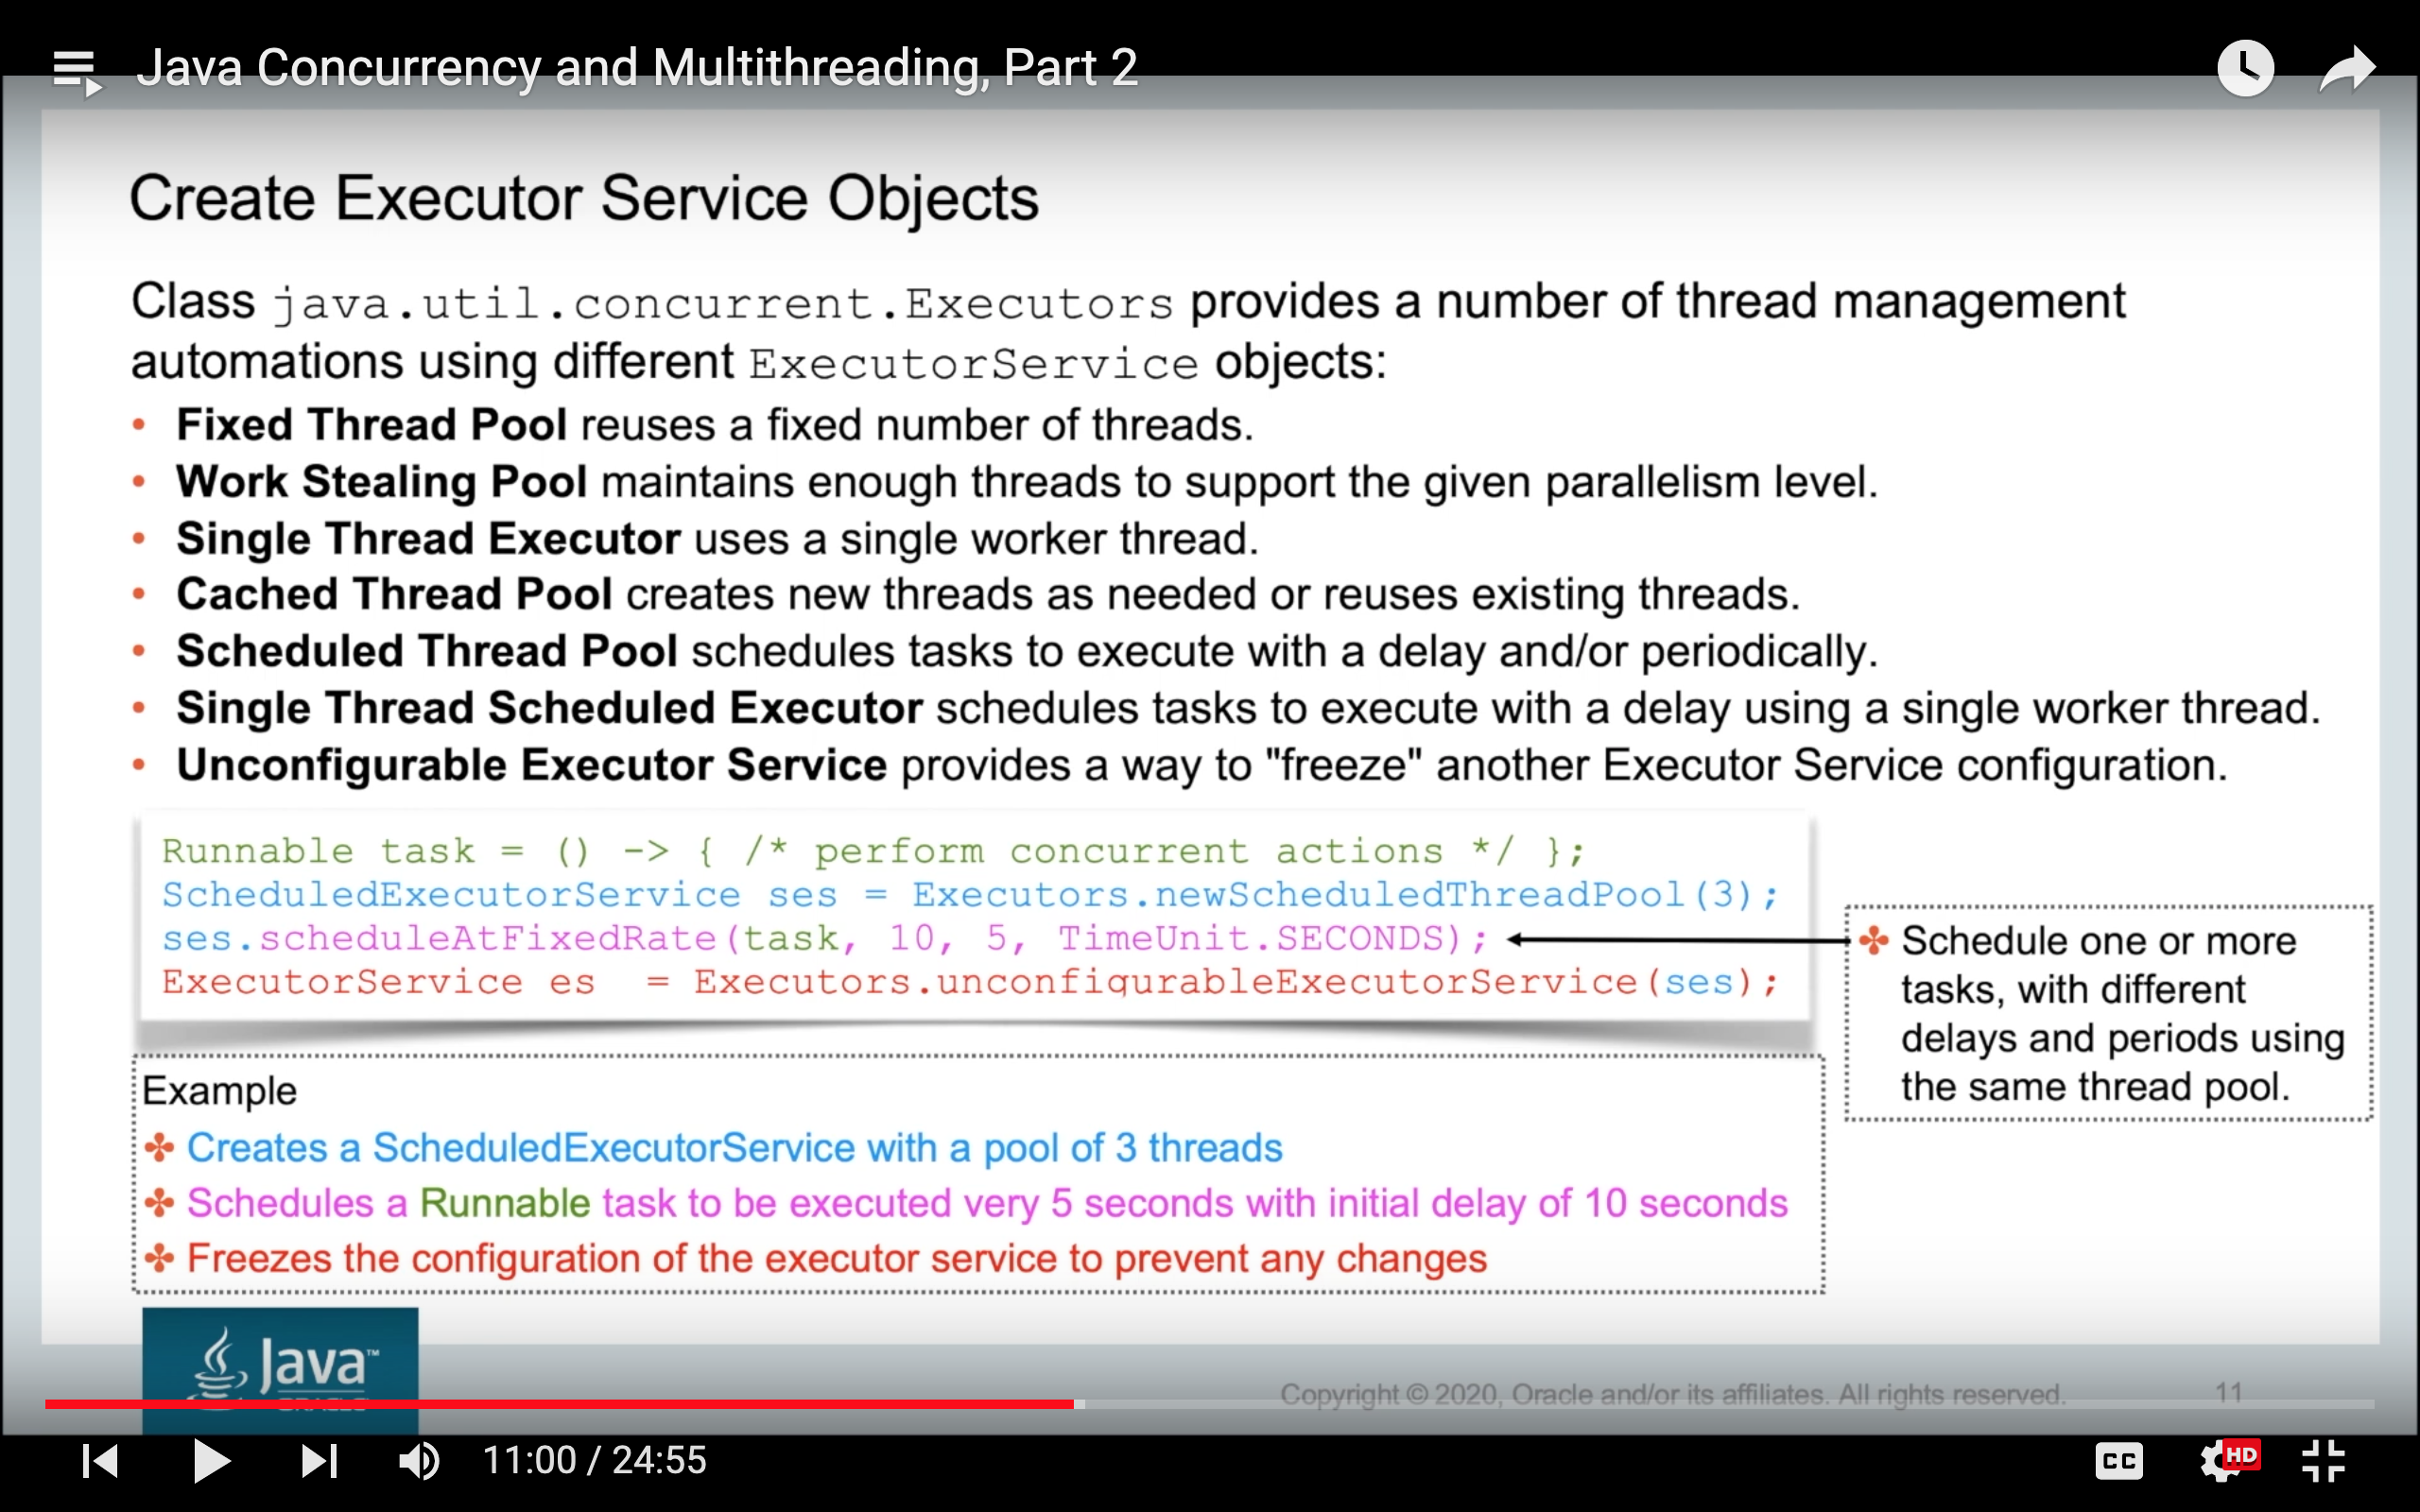 Java Concurrency and Multithreading, Part 2
Create Executor Service Objects
Class java.util.concurrent.Executors provides a number of thread management
automations using different ExecutorService objects:
• Fixed Thread Pool reuses a fixed number of threads.
• Work Stealing Pool maintains enough threads to support the given parallelism level.
• Single Thread Executor uses a single worker thread.
• Cached Thread Pool creates new threads as needed or reuses existing threads.
• Scheduled Thread Pool schedules tasks to execute with a delay and/or periodically.
• Single Thread Scheduled Executor schedules tasks to execute with a delay using a single worker thread.
• Unconfigurable Executor Service provides a way to "freeze" another Executor Service configuration.
Runnable task = () -> { /* perform concurrent actions */ };
ScheduledExecutorService ses = Executors.newScheduledThreadPool(3);
ses.scheduleAtFixedRate(task, 10, 5, TimeUnit.SECONDS);
ExecutorService es = Executors.unconfigurableExecutorService(ses);
Schedule one or more
tasks, with different
delays and periods using
the same thread pool.
Example
Creates a ScheduledExecutorService with a pool of 3 threads
Schedules a Runnable task to be executed very 5 seconds with initial delay of 10 seconds
Freezes the configuration of the executor service to prevent any changes
Java™
Copyright © 2020, Oracle and/or its affiliates. All rights reserved. 11
11:00 / 24:55
CC
HD